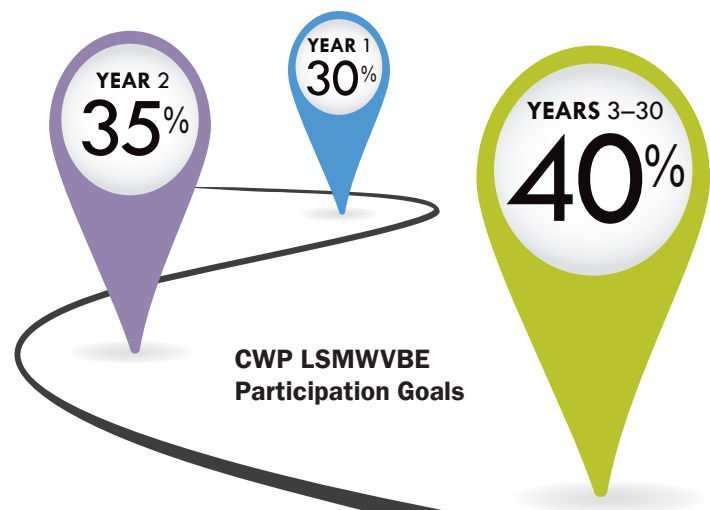 YEAR 1
30%
YEAR 2
35%
YEARS 3–30
40%
CWP LSMWVBE
Participation Goals